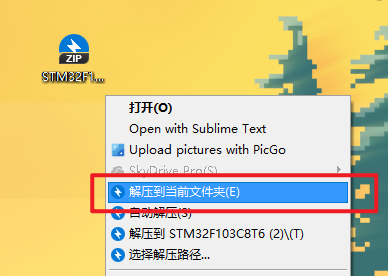 ZIP
STM32F1...
打开(O)
Open with Sublime Text
Upload pictures with PicGo
SkyDrive Pro(S)
解压到当前文件夹(E)
自动解压(S)
解压到 STM32F103C8T6 (2)\(T)
选择解压路径...